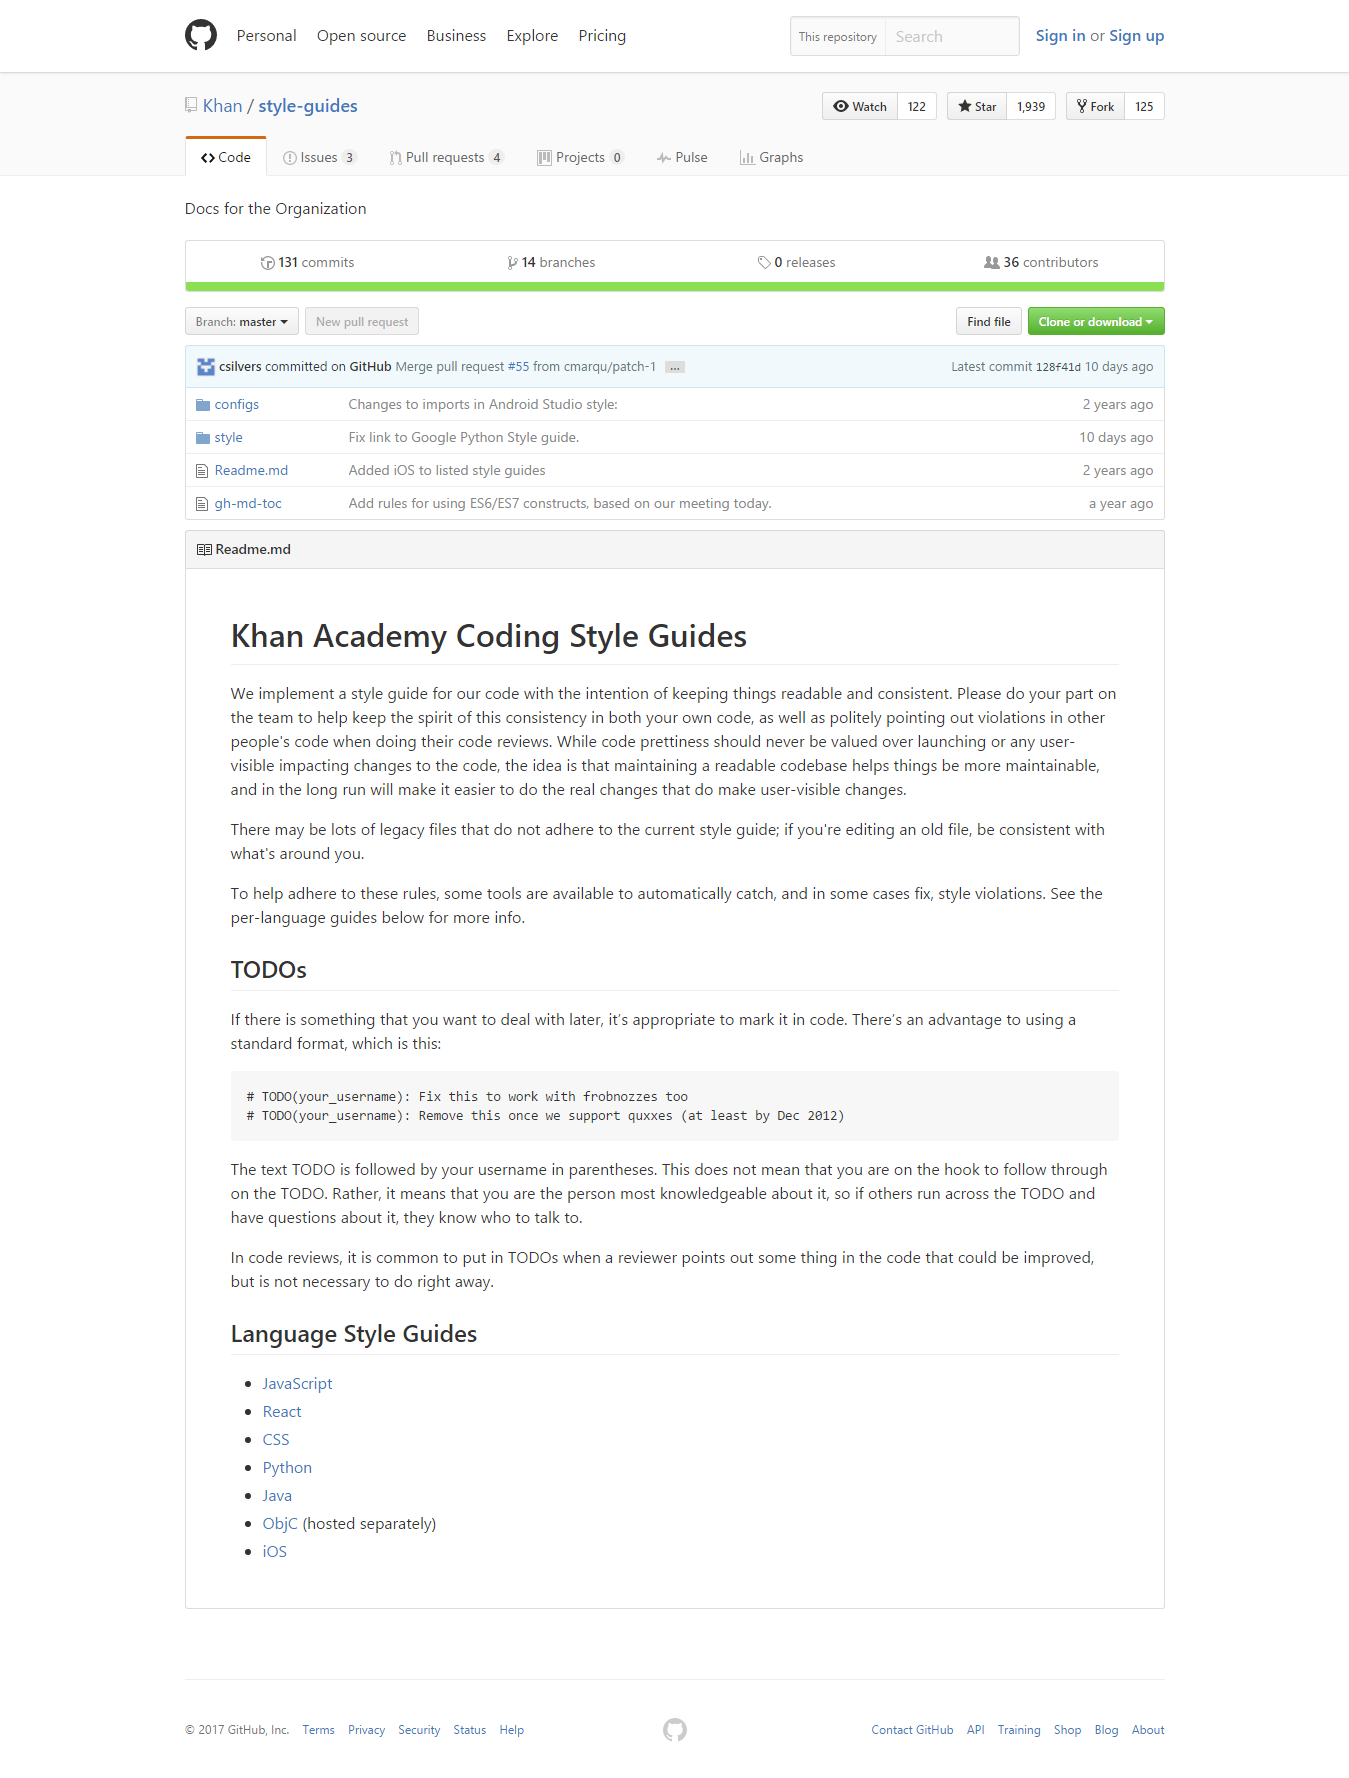 Personal Open source Business Explore Pricing This repository Search Sign in or Sign up
Khan / style-guides Watch 122 Star 1,939 Fork 125
Code Issues 3 Pull requests 4 Projects 0 Pulse Graphs
Docs for the Organization
131 commits 14 branches 0 releases 36 contributors
Branch: master New pull request Find file Clone or download
csilvers committed on GitHub Merge pull request #55 from cmarqu/patch-1 … Latest commit 128f41d 10 days ago
configs Changes to imports in Android Studio style: 2 years ago
style Fix link to Google Python Style guide. 10 days ago
Readme.md Added iOS to listed style guides 2 years ago
gh-md-toc Add rules for using ES6/ES7 constructs, based on our meeting today. a year ago
Readme.md
Khan Academy Coding Style Guides
We implement a style guide for our code with the intention of keeping things readable and consistent. Please do your part on
the team to help keep the spirit of this consistency in both your own code, as well as politely pointing out violations in other
people's code when doing their code reviews. While code prettiness should never be valued over launching or any user-
visible impacting changes to the code, the idea is that maintaining a readable codebase helps things be more maintainable,
and in the long run will make it easier to do the real changes that do make user-visible changes.
There may be lots of legacy files that do not adhere to the current style guide; if you're editing an old file, be consistent with
what's around you.
To help adhere to these rules, some tools are available to automatically catch, and in some cases fix, style violations. See the
per-language guides below for more info.
TODOs
If there is something that you want to deal with later, it’s appropriate to mark it in code. There’s an advantage to using a
standard format, which is this:
# TODO(your_username): Fix this to work with frobnozzes too
# TODO(your_username): Remove this once we support quxxes (at least by Dec 2012)
The text TODO is followed by your username in parentheses. This does not mean that you are on the hook to follow through
on the TODO. Rather, it means that you are the person most knowledgeable about it, so if others run across the TODO and
have questions about it, they know who to talk to.
In code reviews, it is common to put in TODOs when a reviewer points out some thing in the code that could be improved,
but is not necessary to do right away.
Language Style Guides
• JavaScript
• React
• CSS
• Python
• Java
• ObjC (hosted separately)
• iOS
© 2017 GitHub, Inc. Terms Privacy Security Status Help Contact GitHub API Training Shop Blog About